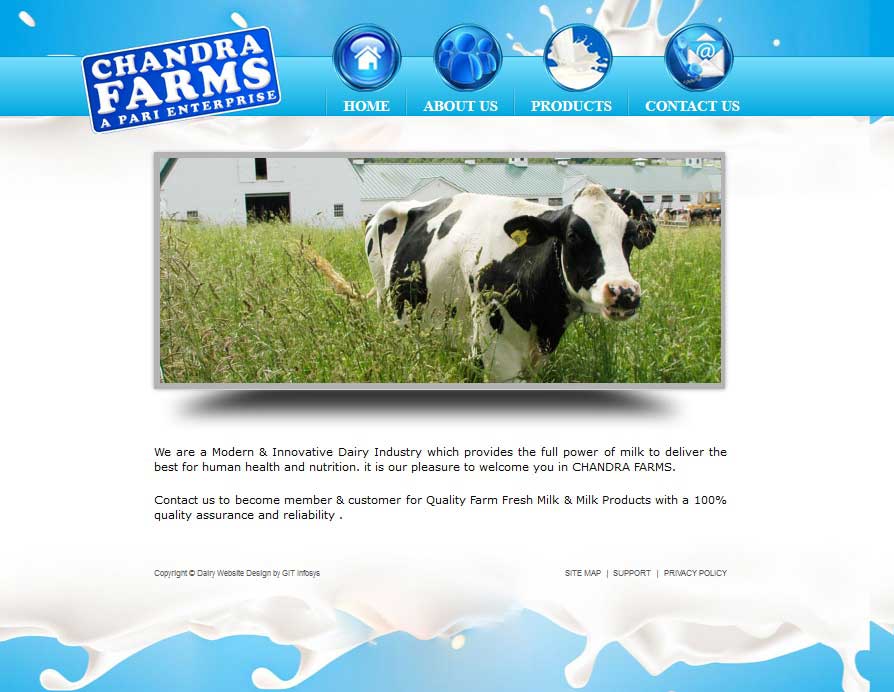 CHANDRA
FARMS
A PARI ENTERPRISE
HOME
ABOUT US
PRODUCTS
CONTACT US
We are a Modern & Innovative Dairy Industry which provides the full power of milk to deliver the
best for human health and nutrition. it is our pleasure to welcome you in CHANDRA FARMS.
Contact us to become member & customer for Quality Farm Fresh Milk & Milk Products with a 100%
quality assurance and reliability .
Copyright © Dairy Website Design by GIT Infosys
SITE MAP | SUPPORT | PRIVACY POLICY